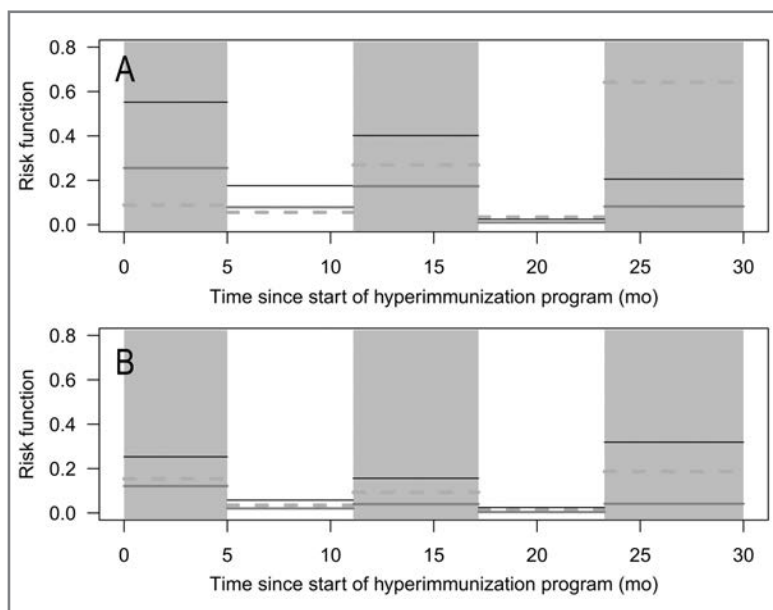 A
Risk function
0.8
0.6
0.4
0.2
0.0
0 5 10 15 20 25 30
Time since start of hyperimmunization program (mo)
B
Risk function
0.8
0.6
0.4
0.2
0.0
0 5 10 15 20 25 30
Time since start of hyperimmunization program (mo)